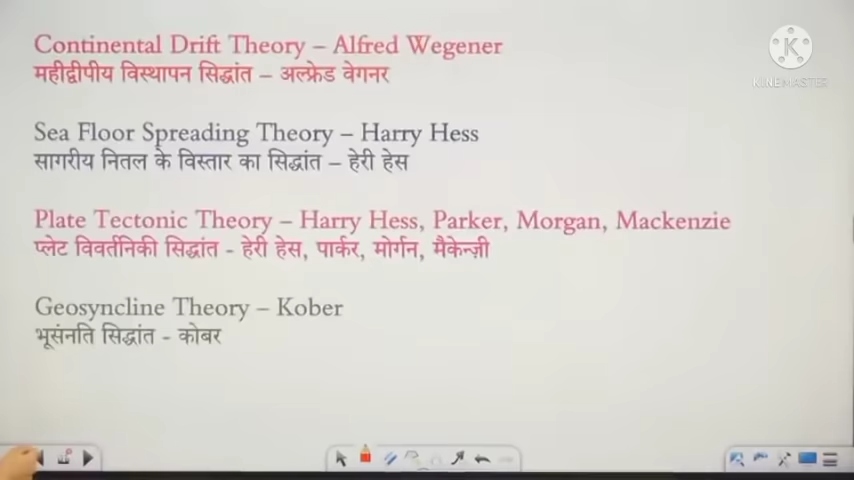 Continental Drift Theory – Alfred Wegener
महीद्वीपीय विस्थापन सिद्धांत – अल्फ्रेड वेगनर
Sea Floor Spreading Theory – Harry Hess
सागरीय नितल के विस्तार का सिद्धांत – हेरी हेस
Plate Tectonic Theory – Harry Hess, Parker, Morgan, Mackenzie
प्लेट विवर्तनिकी सिद्धांत - हेरी हेस, पार्कर, मोर्गन, मैकेन्ज़ी
Geosyncline Theory – Kober
भूसंनति सिद्धांत - कोबर
K
KINEMASTER